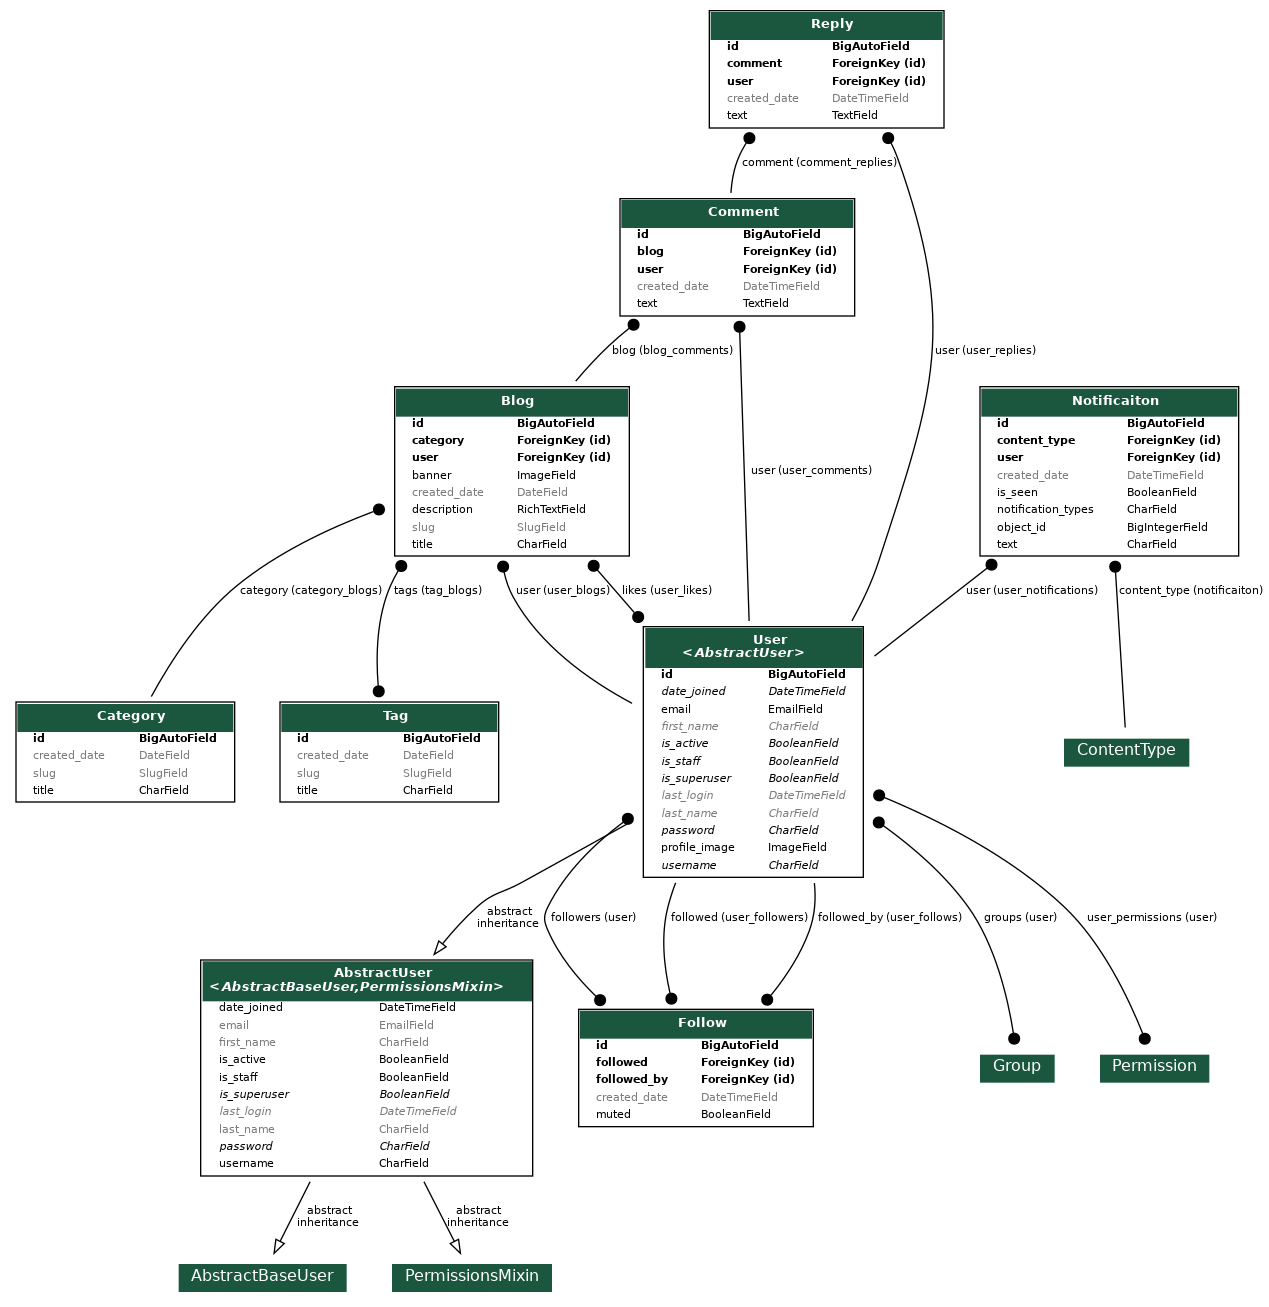 Reply
id BigAutoField
comment ForeignKey (id)
user ForeignKey (id)
created_date DateTimeField
text TextField
comment (comment_replies)
Comment
id BigAutoField
blog ForeignKey (id)
user ForeignKey (id)
created_date DateTimeField
text TextField
blog (blog_comments)
user (user_replies)
Blog
id BigAutoField
category ForeignKey (id)
user ForeignKey (id)
banner ImageField
created_date DateField
description RichTextField
slug SlugField
title CharField
Notificaiton
id BigAutoField
content_type ForeignKey (id)
user ForeignKey (id)
created_date DateTimeField
is_seen BooleanField
notification_types CharField
object_id BigIntegerField
text CharField
user (user_comments)
category (category_blogs)
tags (tag_blogs)
user (user_blogs)
likes (user_likes)
user (user_notifications)
content_type (notificaiton)
Category
id BigAutoField
created_date DateField
slug SlugField
title CharField
Tag
id BigAutoField
created_date DateField
slug SlugField
title CharField
User
<AbstractUser>
id BigAutoField
date_joined DateTimeField
email EmailField
first_name CharField
is_active BooleanField
is_staff BooleanField
is_superuser BooleanField
last_login DateTimeField
last_name CharField
password CharField
profile_image ImageField
username CharField
ContentType
abstract
inheritance
followers (user)
followed (user_followers)
followed_by (user_follows)
groups (user)
user_permissions (user)
AbstractUser
<AbstractBaseUser,PermissionsMixin>
date_joined DateTimeField
email EmailField
first_name CharField
is_active BooleanField
is_staff BooleanField
is_superuser BooleanField
last_login DateTimeField
last_name CharField
password CharField
username CharField
Follow
id BigAutoField
followed ForeignKey (id)
followed_by ForeignKey (id)
created_date DateTimeField
muted BooleanField
Group
Permission
abstract
inheritance
abstract
inheritance
AbstractBaseUser
PermissionsMixin